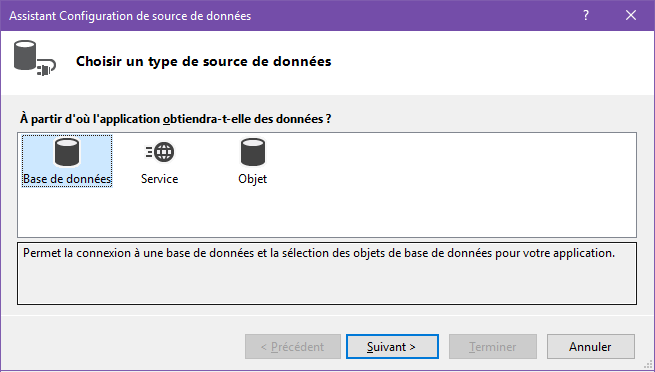 Assistant Configuration de source de données
?
Choisir un type de source de données
À partir d'où l'application obtiendra-t-elle des données ?
Base de données Service Objet
Permet la connexion à une base de données et la sélection des objets de base de données pour votre application.
< Précédent Suivant > Terminer Annuler